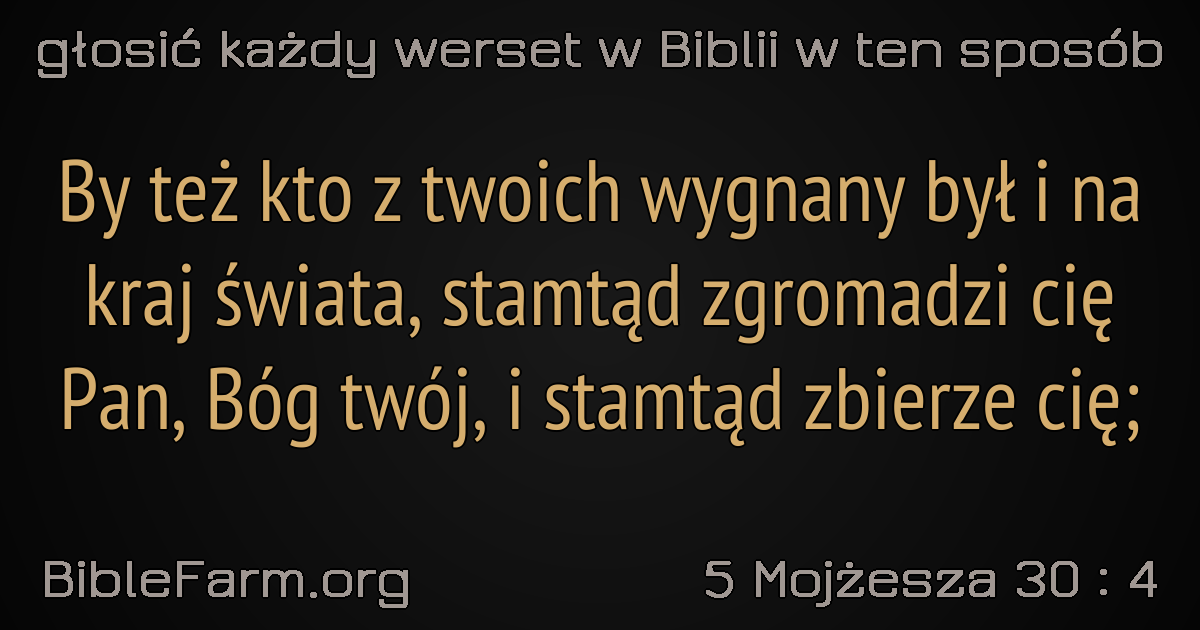 głosić każdy werset w Biblii w ten sposób
By też kto z twoich wygnany był i na
kraj świata, stamtąd zgromadzi cię
Pan, Bóg twój, i stamtąd zbierze cię;
BibleFarm.org
5 Mojżesza 30 : 4